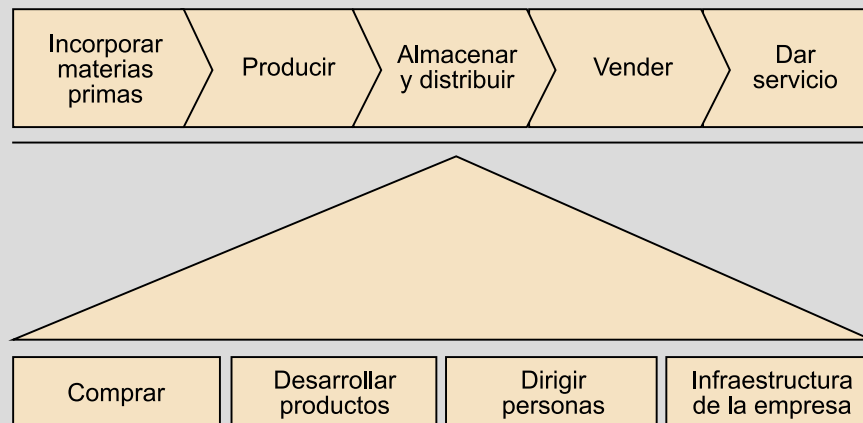 Incorporar
materias
primas
Producir
Almacenar
y distribuir
Vender
Dar
servicio
Comprar
Desarrollar
productos
Dirigir
personas
Infraestructura
de la empresa